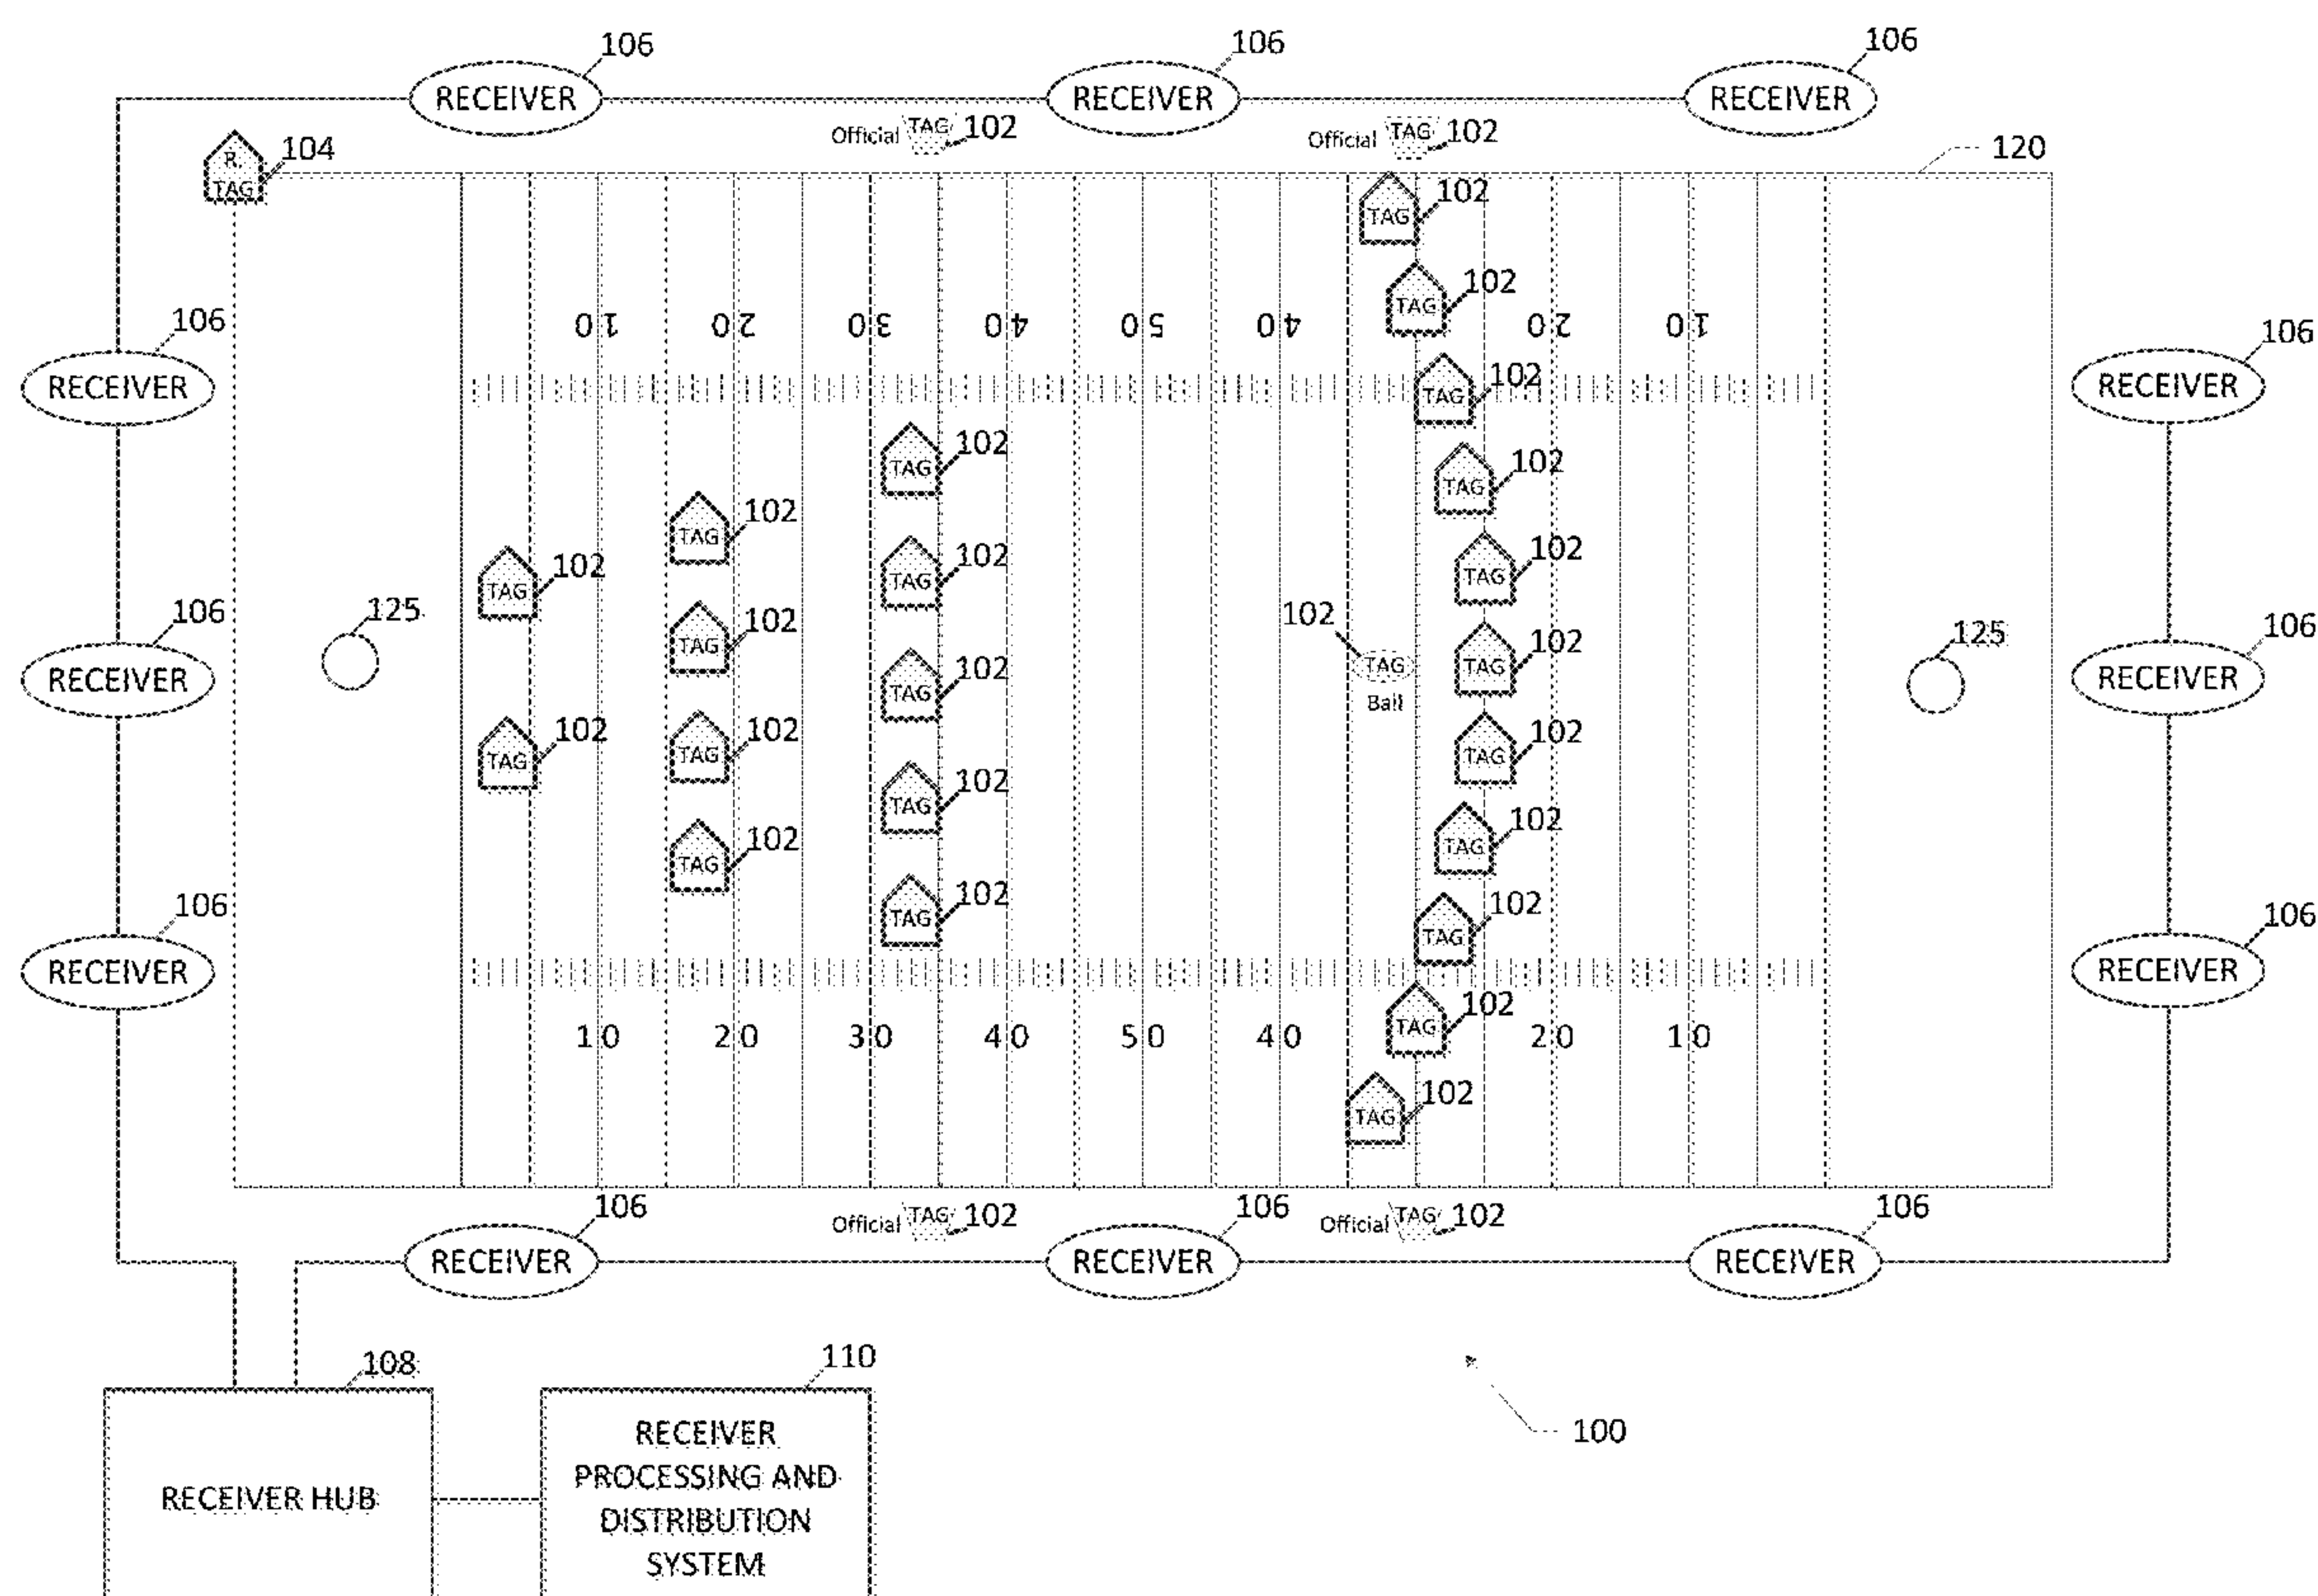 106
106
106
RECEIVER
RECEIVER
RECEIVER
Official TAG 102
Official TAG 102
R. TAG
104
120
TAG 102
TAG 102
106
106
10 20 30 40 50 40 20 10
RECEIVER
RECEIVER
TAG 102
TAG 102
TAG 102
TAG 102
TAG 102
TAG 102
TAG 102
106
125
102
TAG
Ball
TAG 102
125
106
RECEIVER
RECEIVER
TAG 102
TAG 102
TAG 102
TAG 102
TAG 102
TAG 102
TAG 102
TAG 102
106
TAG 102
TAG 102
106
RECEIVER
RECEIVER
TAG 102
10 20 30 40 50 40 20 10
TAG 102
106
Official TAG 102
106
Official TAG 102
106
RECEIVER
RECEIVER
RECEIVER
108
110
RECEIVER HUB
RECEIVER
PROCESSING AND
DISTRIBUTION
SYSTEM
100